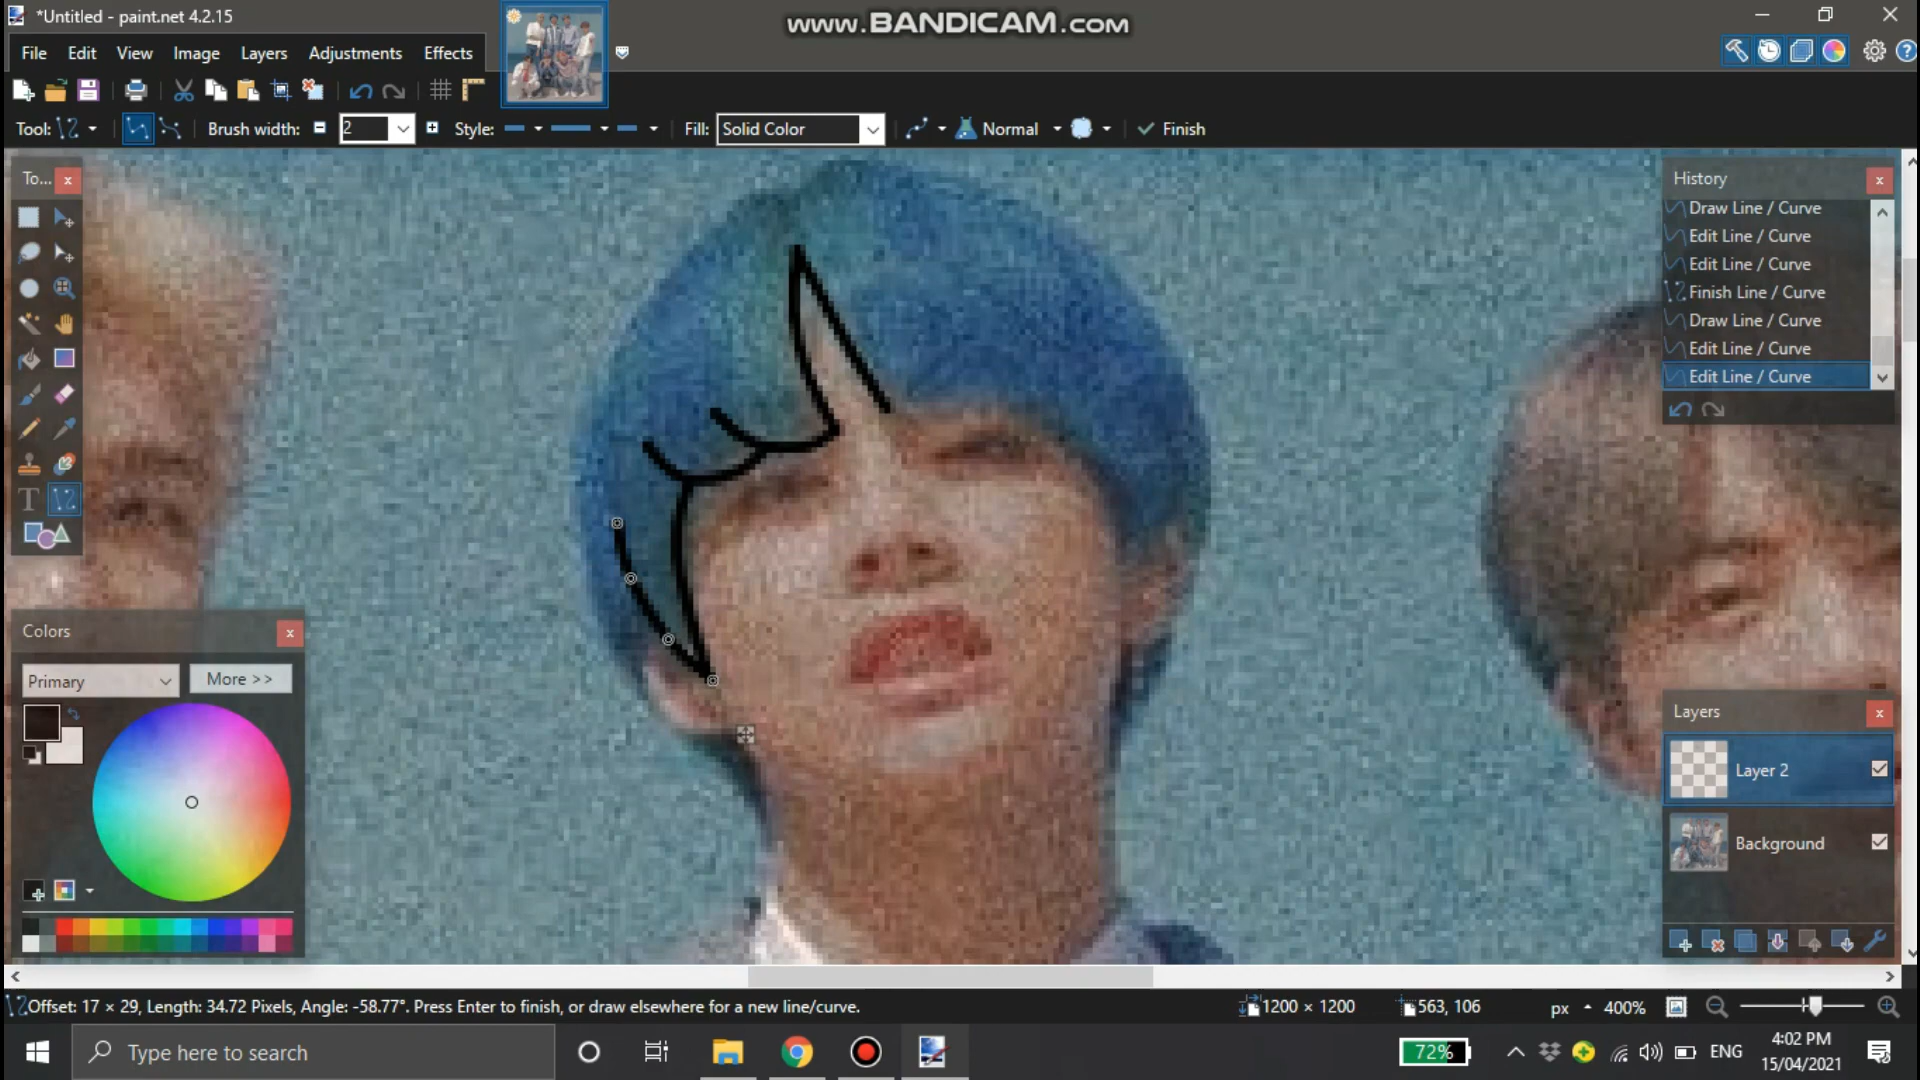 *Untitled - paint.net 4.2.15
www.BANDICAM.com
File Edit View Image Layers Adjustments Effects
Tool: Brush width: 2 Style: Fill: Solid Color Normal Finish
To...
History
Draw Line / Curve
Edit Line / Curve
Edit Line / Curve
Finish Line / Curve
Draw Line / Curve
Edit Line / Curve
Edit Line / Curve
Colors
Primary
More >>
Layers
Layer 2
Background
Offset: 17 × 29, Length: 34.72 Pixels, Angle: -58.77°. Press Enter to finish, or draw elsewhere for a new line/curve.
1200 × 1200
563, 106
px
400%
Type here to search
72%
ENG
4:02 PM
15/04/2021